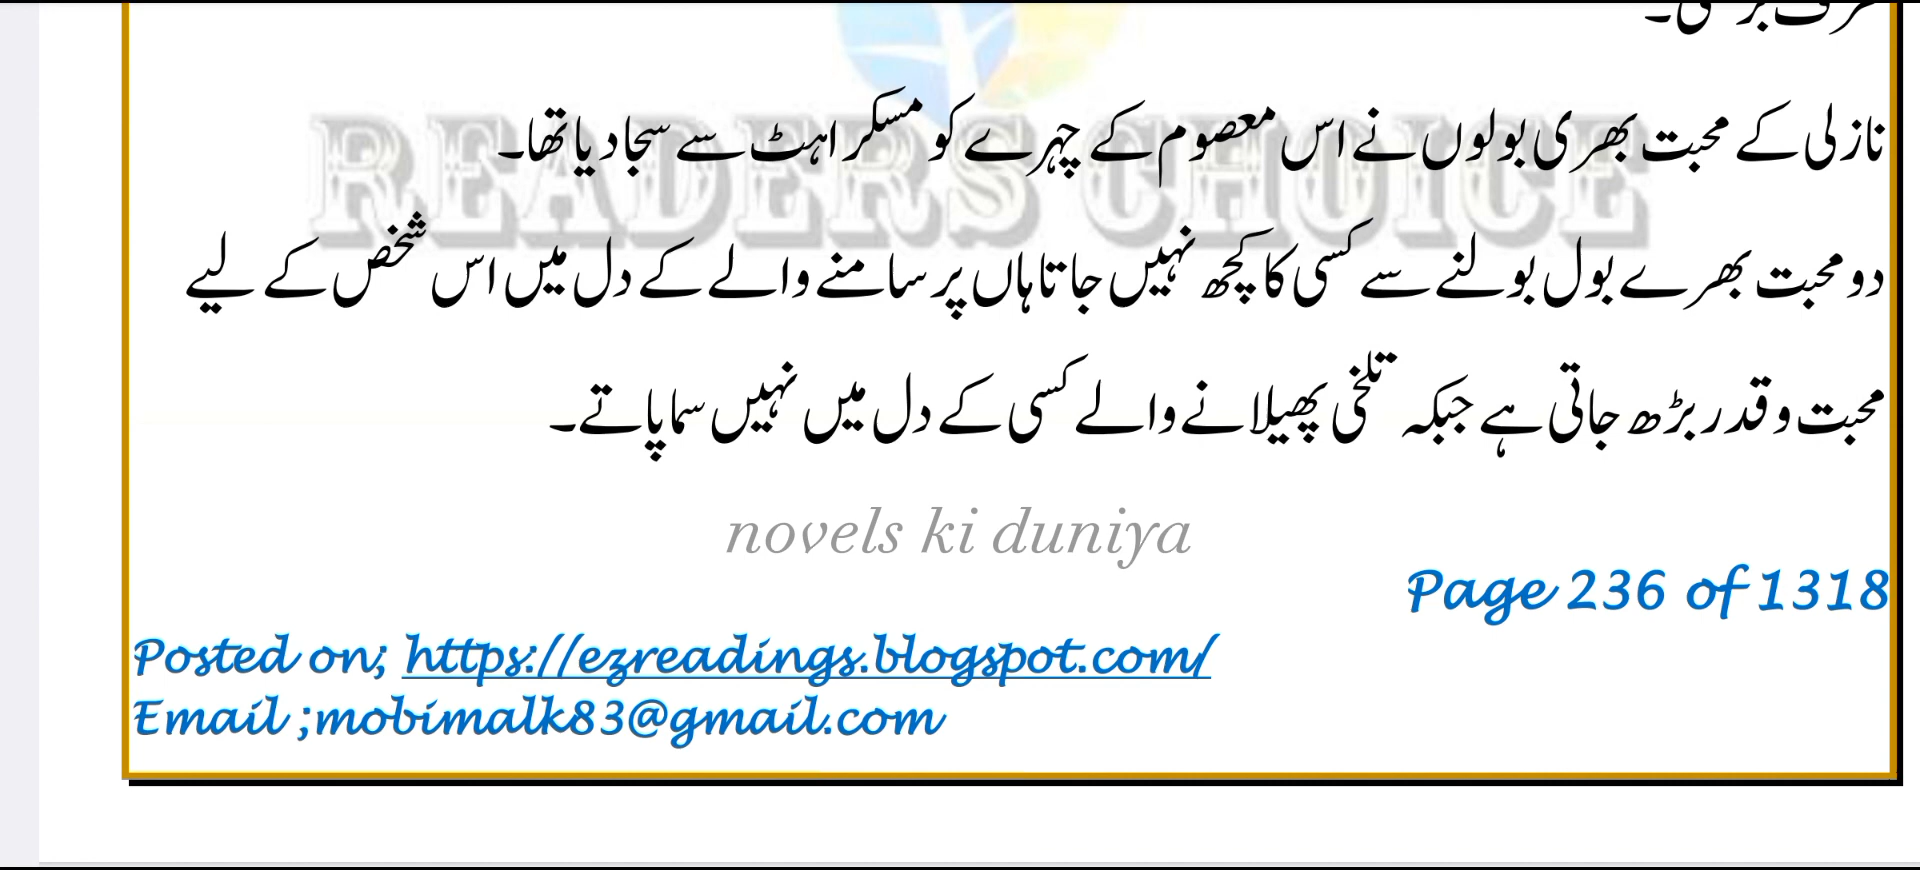 نازلی کے محبت بھری بولوں نے اس معصوم کے چہرے کو مسکراہٹ سے سجا دیا تھا۔
READERS CHOICE
دو محبت بھرے بول بولنے سے کسی کا کچھ نہیں جاتا ہاں پر سامنے والے کے دل میں اس شخص کے لیے
محبت و قدر بڑھ جاتی ہے جبکہ تلخی پھیلانے والے کسی کے دل میں نہیں سما پاتے۔
novels ki duniya
Page 236 of 1318
Posted on; https://ezreadings.blogspot.com/
Email ;mobimalk83@gmail.com